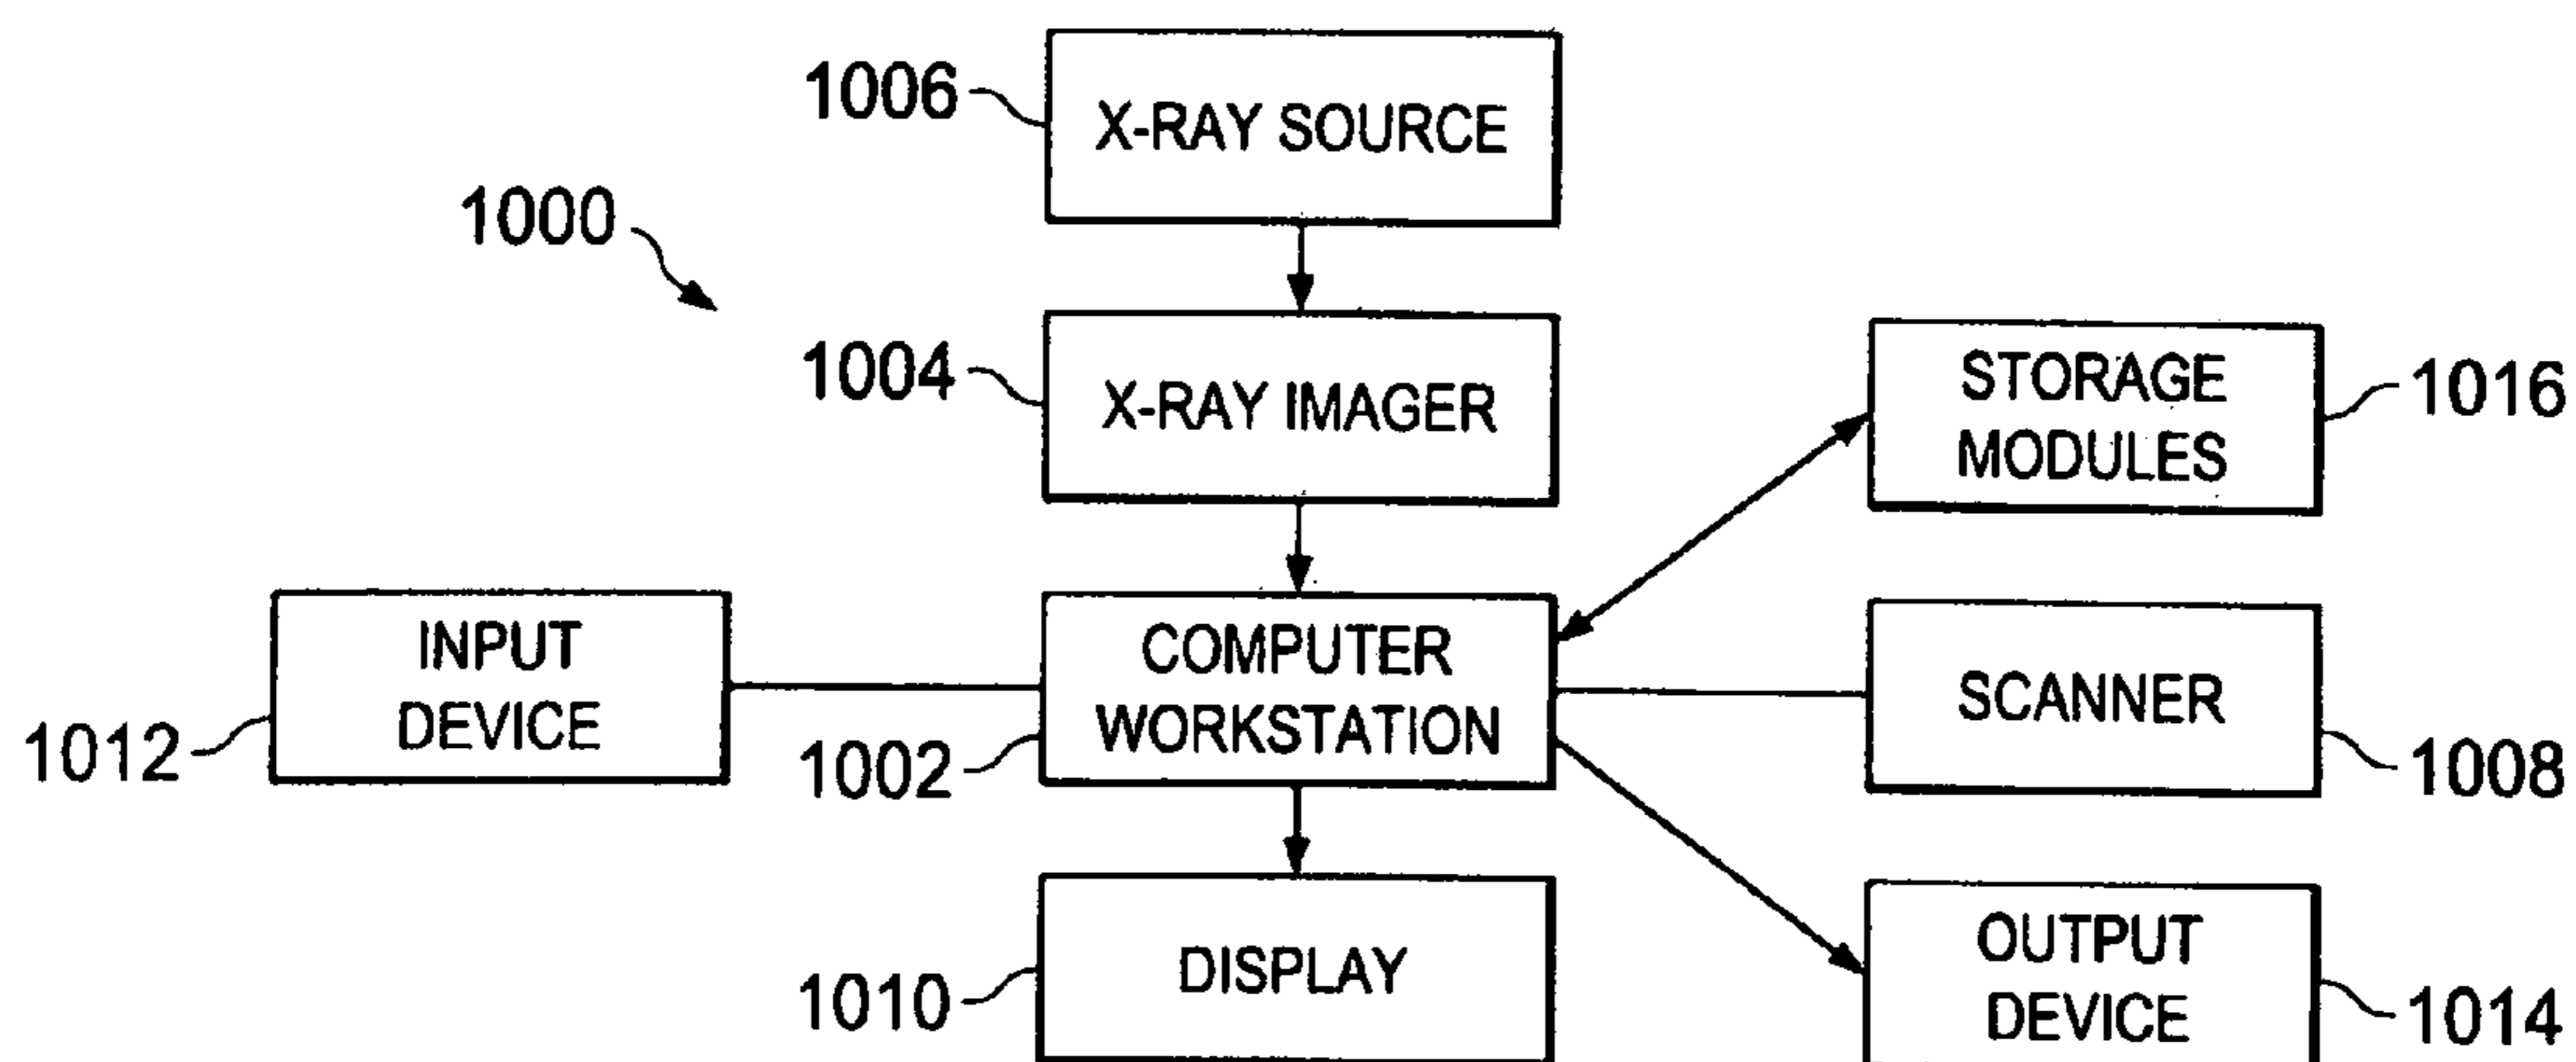 1006
X-RAY SOURCE
1000
1004
X-RAY IMAGER
STORAGE
MODULES
1016
INPUT
DEVICE
1012
COMPUTER
WORKSTATION
1002
SCANNER
1008
DISPLAY
1010
OUTPUT
DEVICE
1014